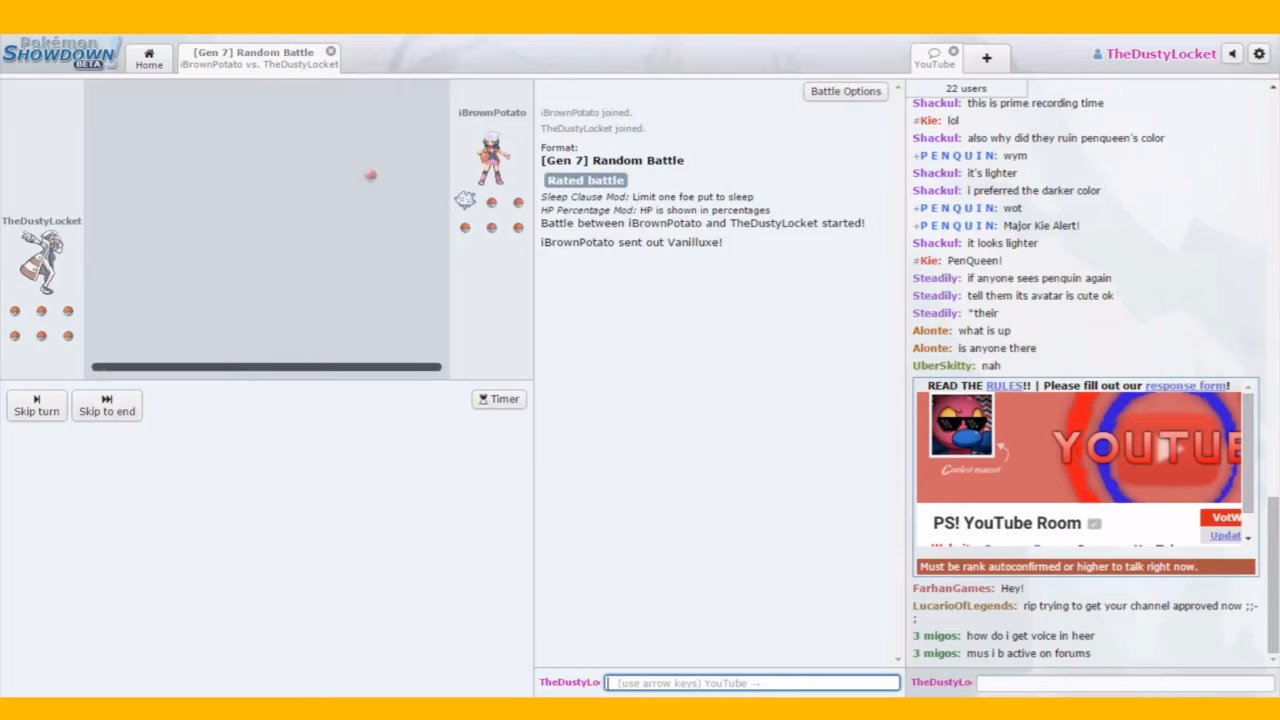 Pokémon
SHOWDOWN
BETA
Home
[Gen 7] Random Battle
iBrownPotato vs. TheDustyLocket
YouTube
+
TheDustyLocket
TheDustyLocket
iBrownPotato
Skip turn
Skip to end
Timer
Battle Options
iBrownPotato joined.
TheDustyLocket joined.
Format:
[Gen 7] Random Battle
Rated battle
Sleep Clause Mod: Limit one foe put to sleep
HP Percentage Mod: HP is shown in percentages
Battle between iBrownPotato and TheDustyLocket started!
iBrownPotato sent out Vanilluxe!
TheDustyLo
(use arrow keys) YouTube →
22 users
Shackul: this is prime recording time
#Kie: lol
Shackul: also why did they ruin penqueen's color
+P E N Q U I N: wym
Shackul: it's lighter
Shackul: i preferred the darker color
+P E N Q U I N: wot
+P E N Q U I N: Major Kie Alert!
Shackul: it looks lighter
#Kie: PenQueen!
Steadily: if anyone sees penquin again
Steadily: tell them its avatar is cute ok
Steadily: *their
Alonte: what is up
Alonte: is anyone there
UberSkitty: nah
READ THE RULES!! | Please fill out our response form!
YOUTUE
Coolest mascot
PS! YouTube Room
VotW
Updat
Must be rank autoconfirmed or higher to talk right now.
FarhanGames: Hey!
LucarioOfLegends: rip trying to get your channel approved now ;;-
;
3 migos: how do i get voice in heer
3 migos: mus i b active on forums
TheDustyLo